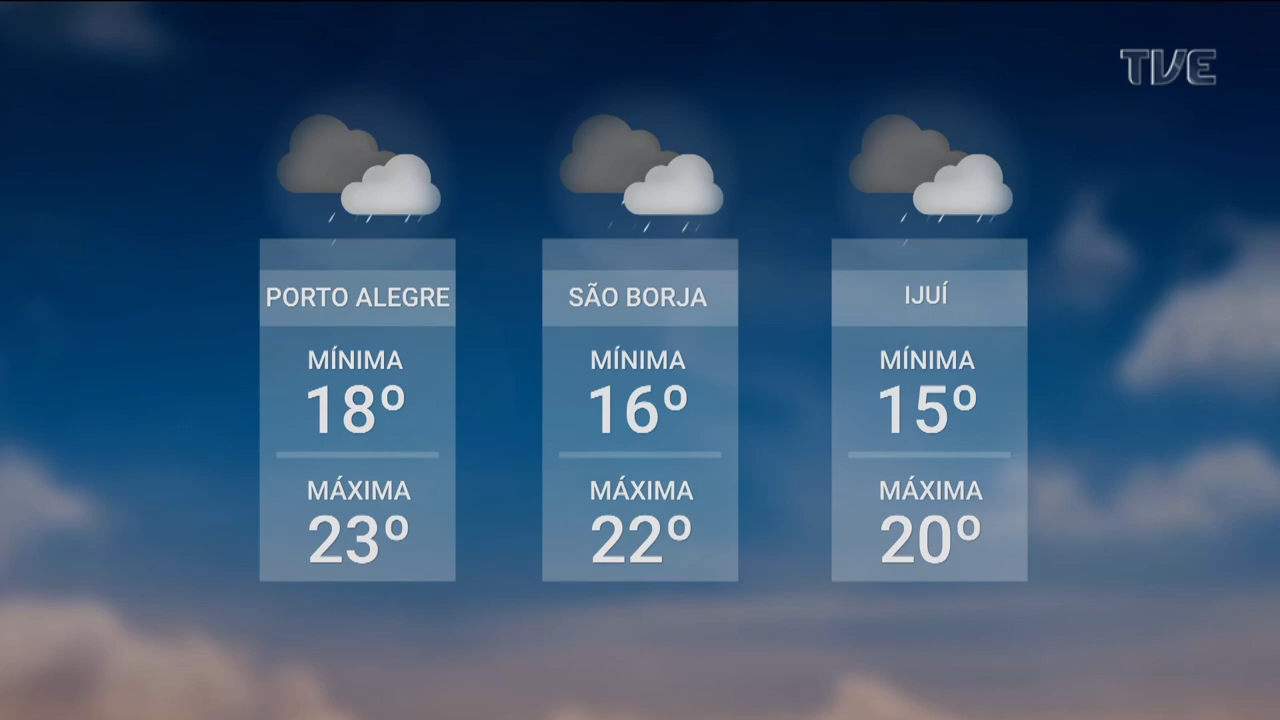 TVE
PORTO ALEGRE
MÍNIMA
18º
MÁXIMA
23º
SÃO BORJA
MÍNIMA
16º
MÁXIMA
22º
IJUÍ
MÍNIMA
15º
MÁXIMA
20º